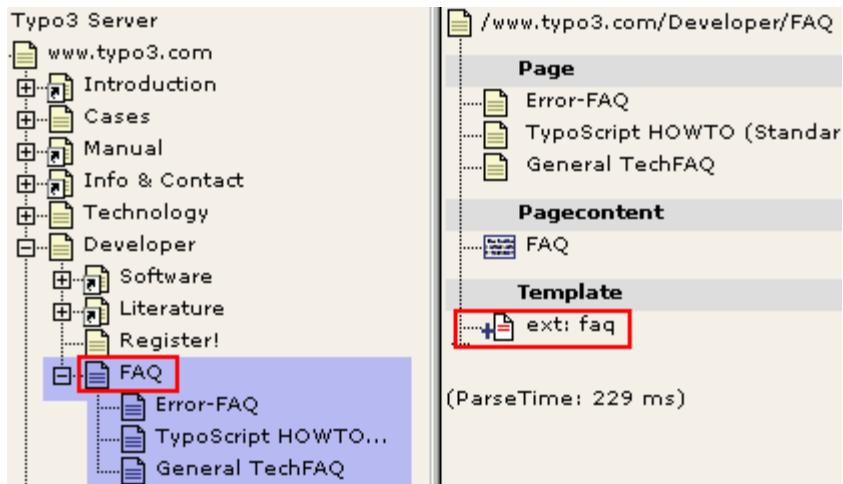 Typo3 Server
www.typo3.com
Introduction
Cases
Manual
Info & Contact
Technology
Developer
Software
Literature
Register!
FAQ
Error-FAQ
TypoScript HOWTO...
General TechFAQ
/www.typo3.com/Developer/FAQ
Page
Error-FAQ
TypoScript HOWTO (Standar
General TechFAQ
Pagecontent
FAQ
Template
ext: faq
(ParseTime: 229 ms)